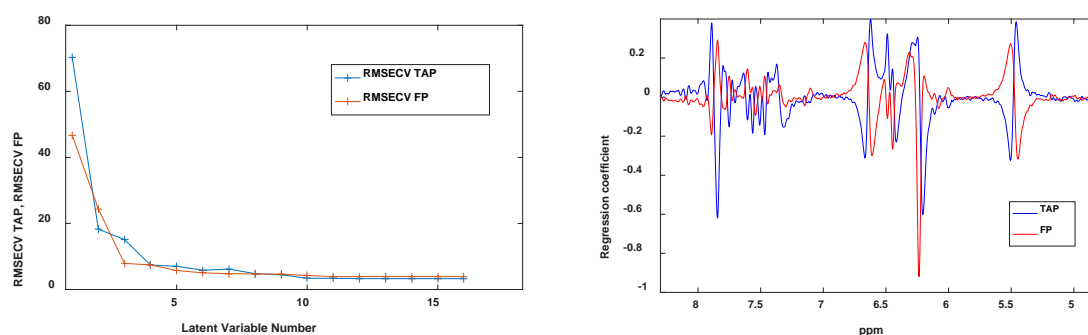 80
60
40
20
0
5
10
15
RMSECV TAP, RMSECV FP
Latent Variable Number
RMSECV TAP
RMSECV FP
0.2
0
-0.2
-0.4
-0.6
-0.8
-1
8
7.5
7
6.5
6
5.5
5
Regression coefficient
ppm
TAP
FP